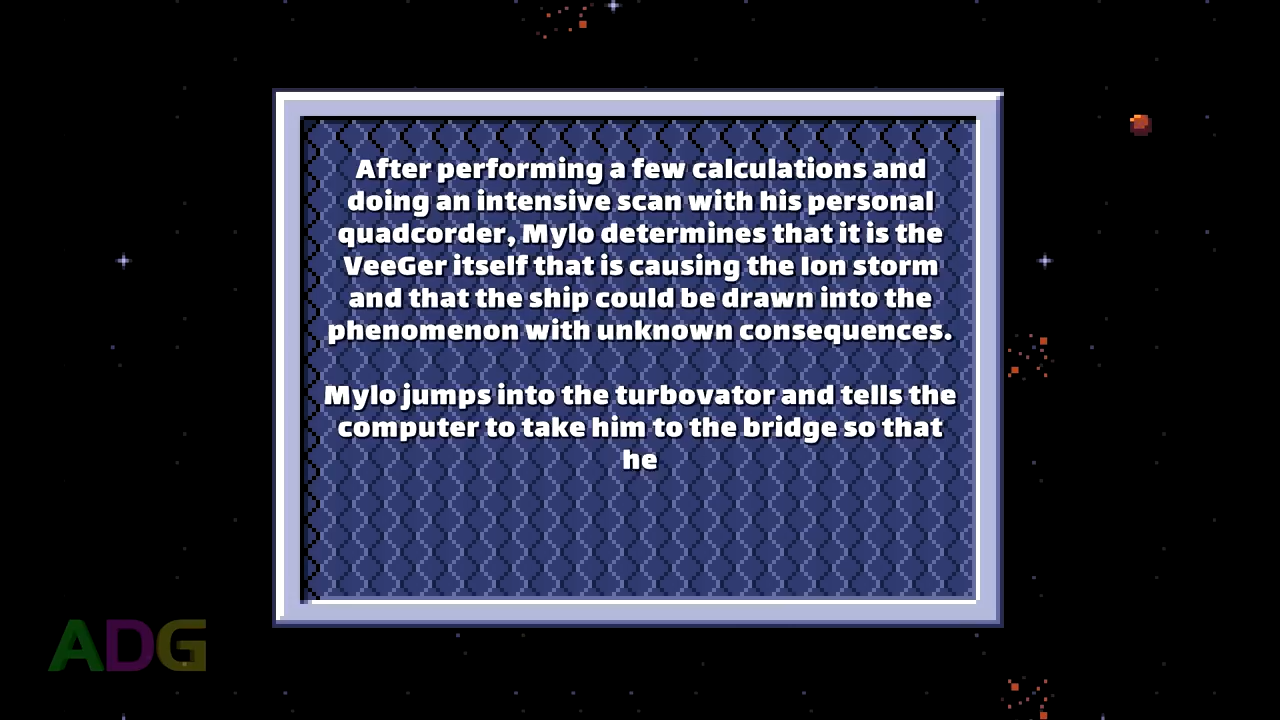 After performing a few calculations and
doing an intensive scan with his personal
quadcorder, Mylo determines that it is the
VeeGer itself that is causing the Ion storm
and that the ship could be drawn into the
phenomenon with unknown consequences.
Mylo jumps into the turbovator and tells the
computer to take him to the bridge so that
he
ADG